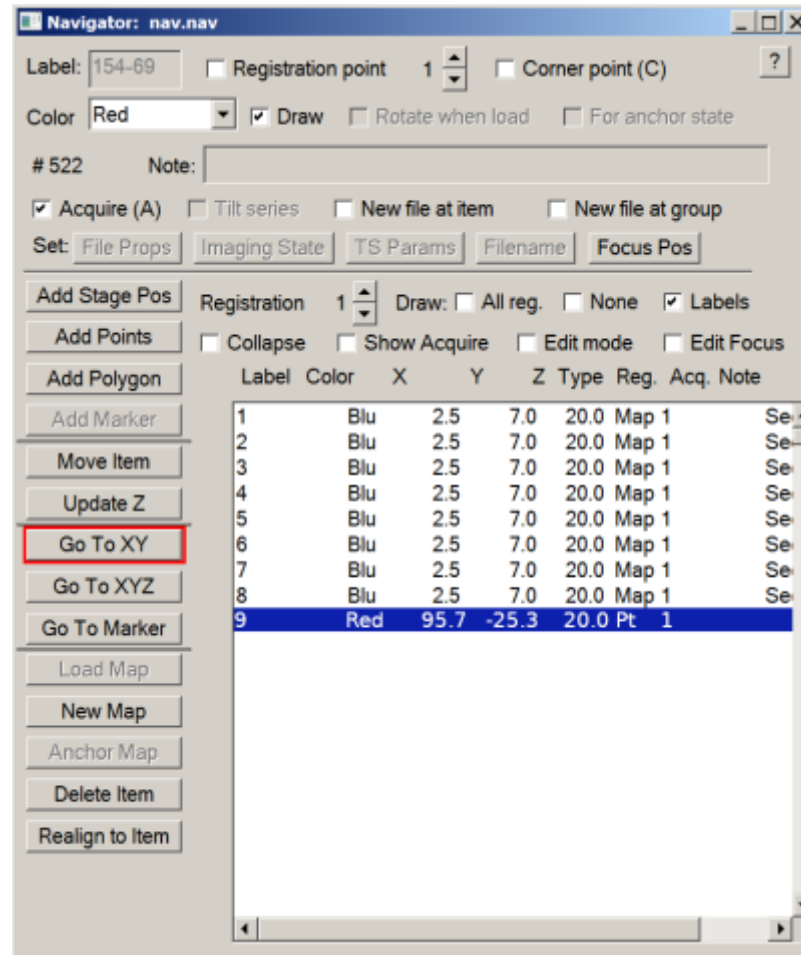 Navigator: nav.nav
Label: 154-69 Registration point 1 Corner point (C) ?
Color Red Draw Rotate when load For anchor state
# 522 Note:
Acquire (A) Tilt series New file at item New file at group
Set: File Props Imaging State TS Params Filename Focus Pos
Add Stage Pos Registration 1 Draw: All reg. None Labels
Add Points Collapse Show Acquire Edit mode Edit Focus
Add Polygon Label Color X Y Z Type Reg. Acq. Note
Add Marker
1 Blu 2.5 7.0 20.0 Map 1 Se
2 Blu 2.5 7.0 20.0 Map 1 Se
Move Item
3 Blu 2.5 7.0 20.0 Map 1 Se
4 Blu 2.5 7.0 20.0 Map 1 Se
Update Z
5 Blu 2.5 7.0 20.0 Map 1 Se
Go To XY
6 Blu 2.5 7.0 20.0 Map 1 Se
7 Blu 2.5 7.0 20.0 Map 1 Se
Go To XYZ
8 Blu 2.5 7.0 20.0 Map 1 Se
9 Red 95.7 -25.3 20.0 Pt 1
Go To Marker
Load Map
New Map
Anchor Map
Delete Item
Realign to Item